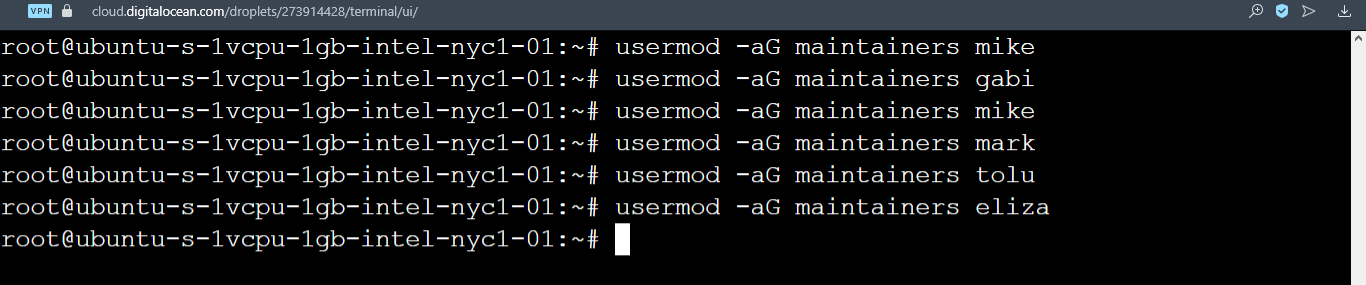 VPN cloud.digitalocean.com/droplets/273914428/terminal/ui/
root@ubuntu-s-1vcpu-1gb-intel-nyc1-01:~# usermod -aG maintainers mike
root@ubuntu-s-1vcpu-1gb-intel-nyc1-01:~# usermod -aG maintainers gabi
root@ubuntu-s-1vcpu-1gb-intel-nyc1-01:~# usermod -aG maintainers mike
root@ubuntu-s-1vcpu-1gb-intel-nyc1-01:~# usermod -aG maintainers mark
root@ubuntu-s-1vcpu-1gb-intel-nyc1-01:~# usermod -aG maintainers tolu
root@ubuntu-s-1vcpu-1gb-intel-nyc1-01:~# usermod -aG maintainers eliza
root@ubuntu-s-1vcpu-1gb-intel-nyc1-01:~#